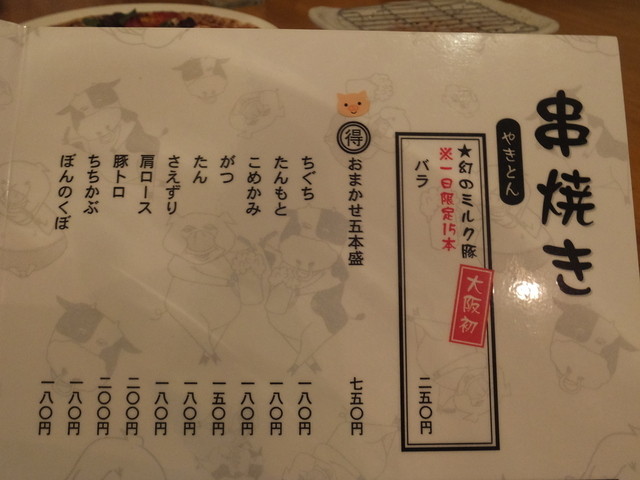 串焼き
やきとん
★幻のミルク豚
大阪初
※一日限定15本
バラ 二五〇円
得 おまかせ五本盛 七五〇円
ちぐち 一八〇円
たんもと 一八〇円
こめかみ 一八〇円
がつ 一五〇円
たん 一八〇円
さえずり 一八〇円
肩ロース 二〇〇円
豚トロ 二〇〇円
ちちかぶ 一八〇円
ぼんのくぼ 一八〇円